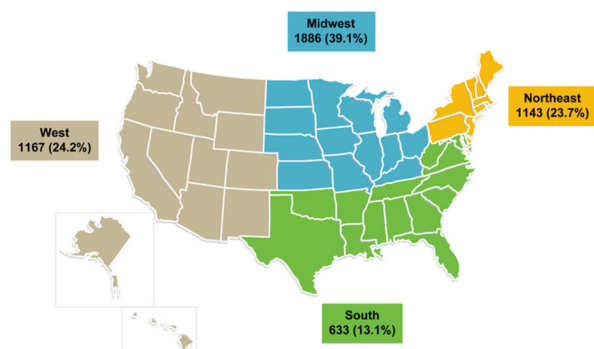 Midwest
1886 (39.1%)
Northeast
1143 (23.7%)
West
1167 (24.2%)
South
633 (13.1%)